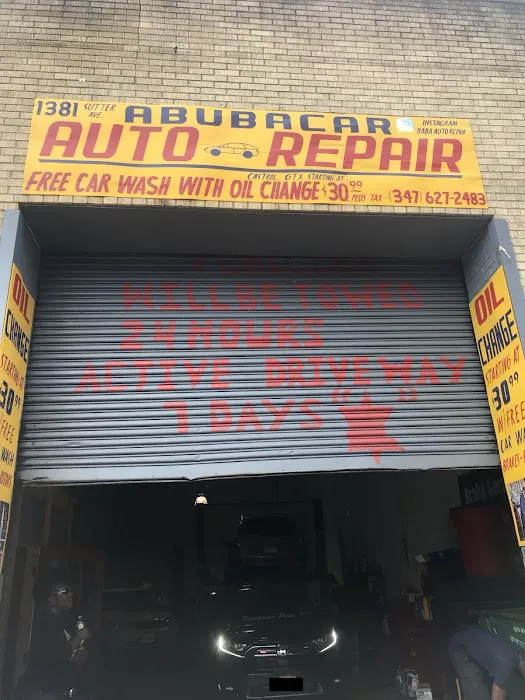 1381 SUTTER AVE.
ABUBACAR
INSTAGRAM
BABA AUTO REPAIR
AUTO REPAIR
CASTROL GTX STARTING AT
FREE CAR WASH WITH OIL CHANGE $30.99 PLUS TAX (347) 627-2483
WILL BE TOWED
24 HOURS
ACTIVE DRIVEWAY
7 DAYS
OIL
CHANGE
STARTING AT
30 99
W/FREE
CAR WA
OIL
CHANGE
STARTING
30 99
FREE
WASH